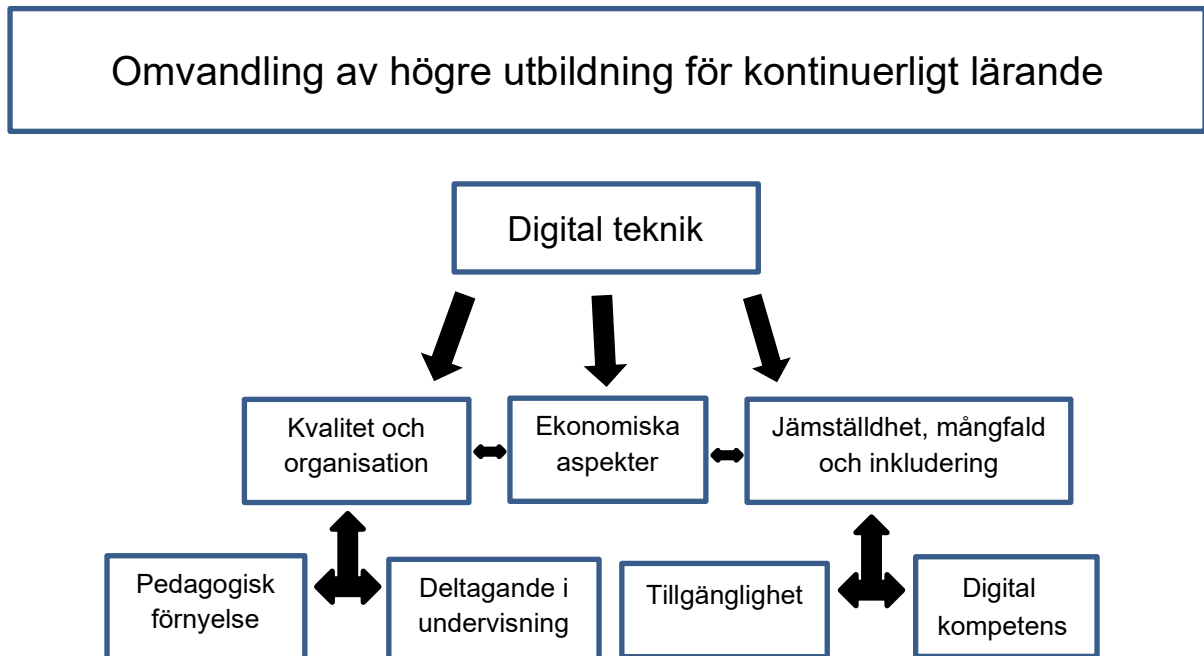 Omvandling av högre utbildning för kontinuerligt lärande
Digital teknik
Kvalitet och
organisation
Ekonomiska
aspekter
Jämställdhet, mångfald
och inkludering
Pedagogisk
förnyelse
Deltagande i
undervisning
Tillgänglighet
Digital
kompetens